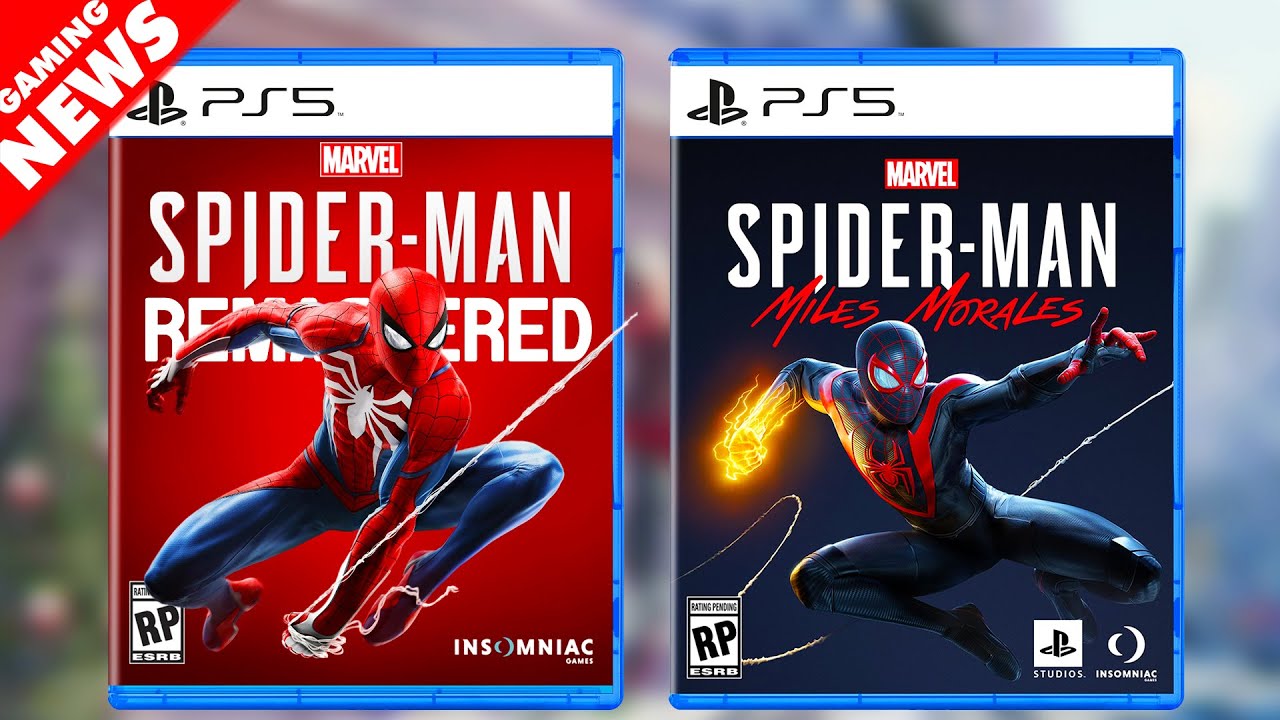 GAMING
NEWS
PS5
MARVEL
SPIDER-MAN
INSOMNIAC
GAMES
RP
ESRB
PS5
MARVEL
SPIDER-MAN
MILES MORALES
RATING PENDING
RP
ESRB
STUDIOS
INSOMNIAC
GAMES